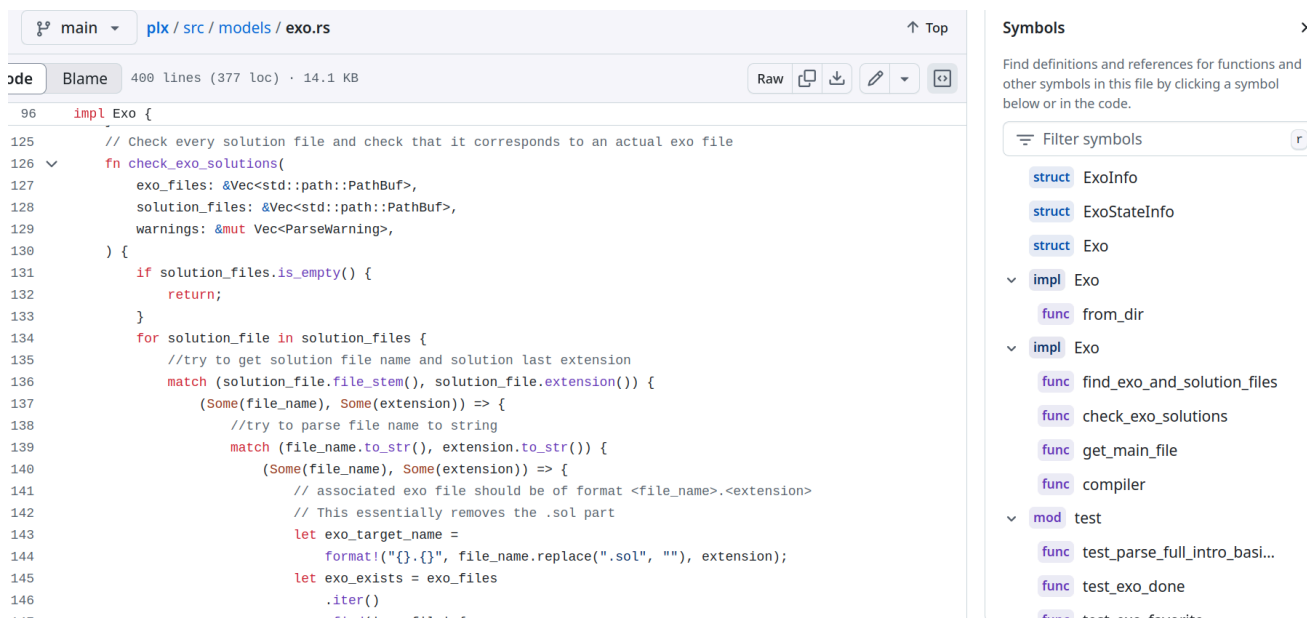 main
plx / src / models / exo.rs
Top
Blame
400 lines (377 loc) · 14.1 KB
Raw
96 impl Exo {
125 // Check every solution file and check that it corresponds to an actual exo file
126 fn check_exo_solutions(
127 exo_files: &Vec<std::path::PathBuf>,
128 solution_files: &Vec<std::path::PathBuf>,
129 warnings: &mut Vec<ParseWarning>,
130 ) {
131 if solution_files.is_empty() {
132 return;
133 }
134 for solution_file in solution_files {
135 //try to get solution file name and solution last extension
136 match (solution_file.file_stem(), solution_file.extension()) {
137 (Some(file_name), Some(extension)) => {
138 //try to parse file name to string
139 match (file_name.to_str(), extension.to_str()) {
140 (Some(file_name), Some(extension)) => {
141 // associated exo file should be of format <file_name>.<extension>
142 // This essentially removes the .sol part
143 let exo_target_name =
144 format!("{}.{}", file_name.replace(".sol", ""), extension);
145 let exo_exists = exo_files
146 .iter()
Symbols
Find definitions and references for functions and
other symbols in this file by clicking a symbol
below or in the code.
Filter symbols
r
struct ExoInfo
struct ExoStateInfo
struct Exo
impl Exo
func from_dir
impl Exo
func find_exo_and_solution_files
func check_exo_solutions
func get_main_file
func compiler
mod test
func test_parse_full_intro_basi...
func test_exo_done